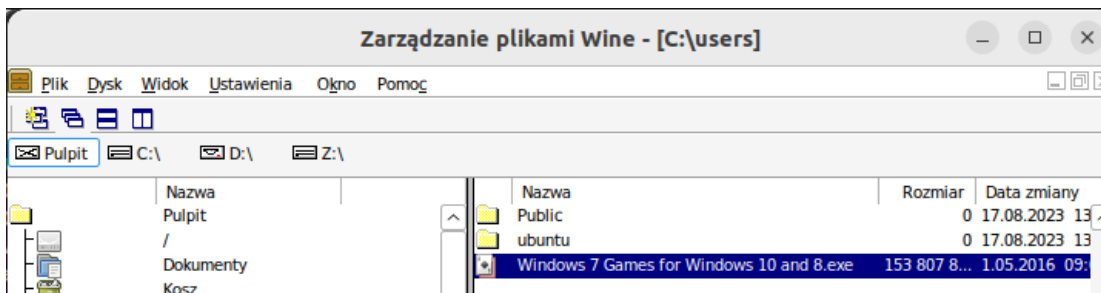 Zarządzanie plikami Wine - [C:\users]
Plik Dysk Widok Ustawienia Okno Pomoc
Pulpit C:\ D:\ Z:\
Nazwa Nazwa Rozmiar Data zmiany
Pulpit Public 0 17.08.2023 13
/ ubuntu 0 17.08.2023 13
Dokumenty Windows 7 Games for Windows 10 and 8.exe 153 807 8... 1.05.2016 09:
Kosz